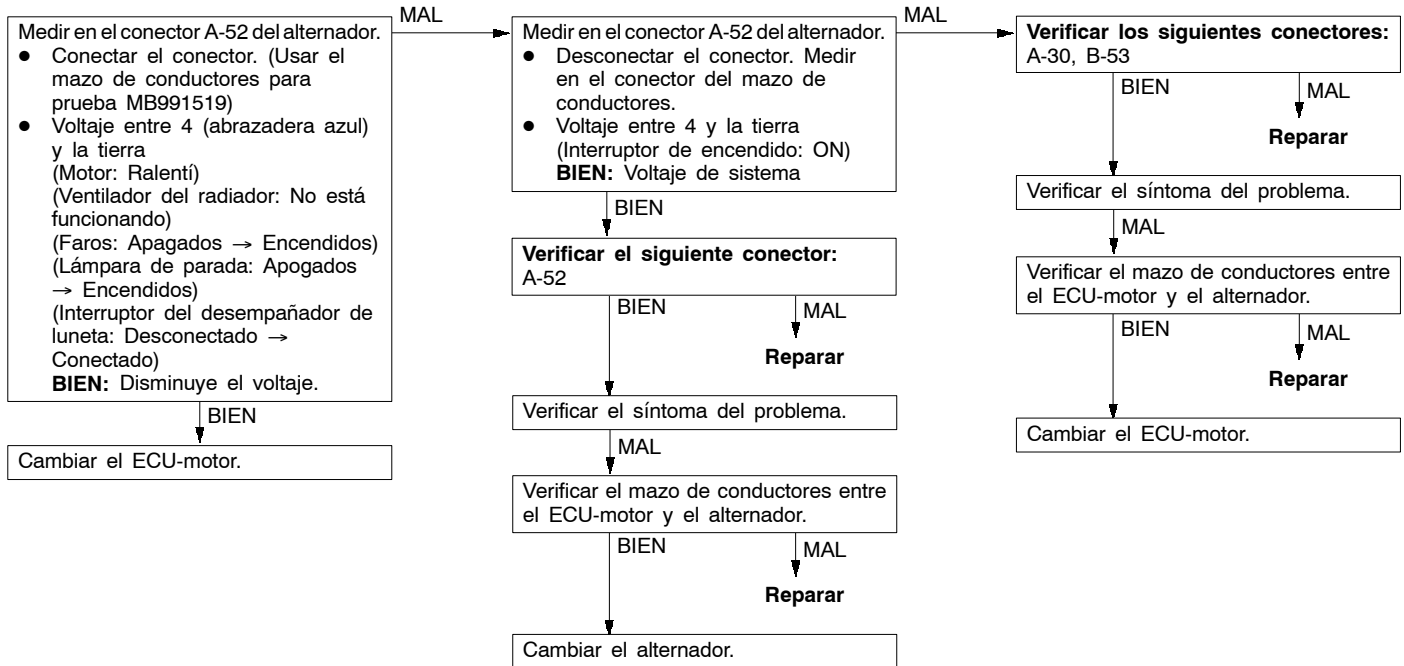 MAL
Medir en el conector A-52 del alternador.
● Conectar el conector. (Usar el
mazo de conductores para
prueba MB991519)
● Voltaje entre 4 (abrazadera azul)
y la tierra
(Motor: Ralentí)
(Ventilador del radiador: No está
funcionando)
(Faros: Apagados → Encendidos)
(Lámpara de parada: Apogados
→ Encendidos)
(Interruptor del desempañador de
luneta: Desconectado →
Conectado)
BIEN: Disminuye el voltaje.
BIEN
Cambiar el ECU-motor.
MAL
Medir en el conector A-52 del alternador.
● Desconectar el conector. Medir
en el conector del mazo de
conductores.
● Voltaje entre 4 y la tierra
(Interruptor de encendido: ON)
BIEN: Voltaje de sistema
BIEN
Verificar el siguiente conector:
A-52
BIEN
MAL
Reparar
Verificar el síntoma del problema.
MAL
Verificar el mazo de conductores entre
el ECU-motor y el alternador.
BIEN
MAL
Reparar
Cambiar el alternador.
Verificar los siguientes conectores:
A-30, B-53
BIEN
MAL
Reparar
Verificar el síntoma del problema.
MAL
Verificar el mazo de conductores entre
el ECU-motor y el alternador.
BIEN
MAL
Reparar
Cambiar el ECU-motor.